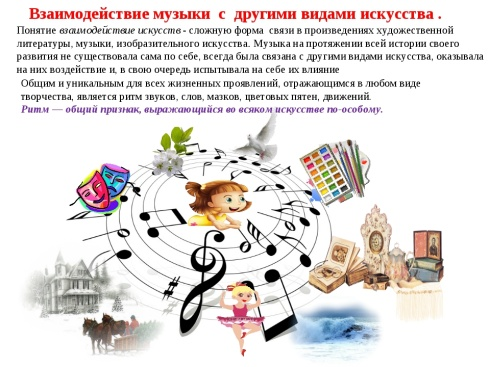 Взаимодействие музыки с другими видами искусства .
Понятие взаимодействие искусств - сложную форма связи в произведениях художественной
литературы, музыки, изобразительного искусства. Музыка на протяжении всей истории своего
развития не существовала сама по себе, всегда была связана с другими видами искусства, оказывала
на них воздействие и, в свою очередь испытывала на себе их влияние
Общим и уникальным для всех жизненных проявлений, отражающимся в любом виде
творчества, является ритм звуков, слов, мазков, цветовых пятен, движений.
Ритм — общий признак, выражающийся во всяком искусстве по-особому.